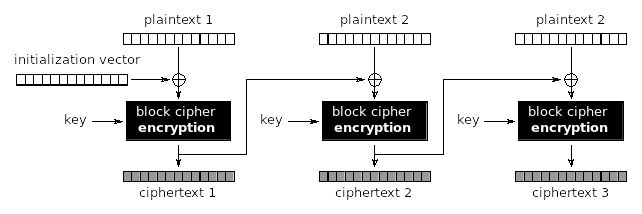 plaintext 1
plaintext 2
plaintext 2
initialization vector
key
block cipher
encryption
key
block cipher
encryption
key
block cipher
encryption
ciphertext 1
ciphertext 2
ciphertext 3